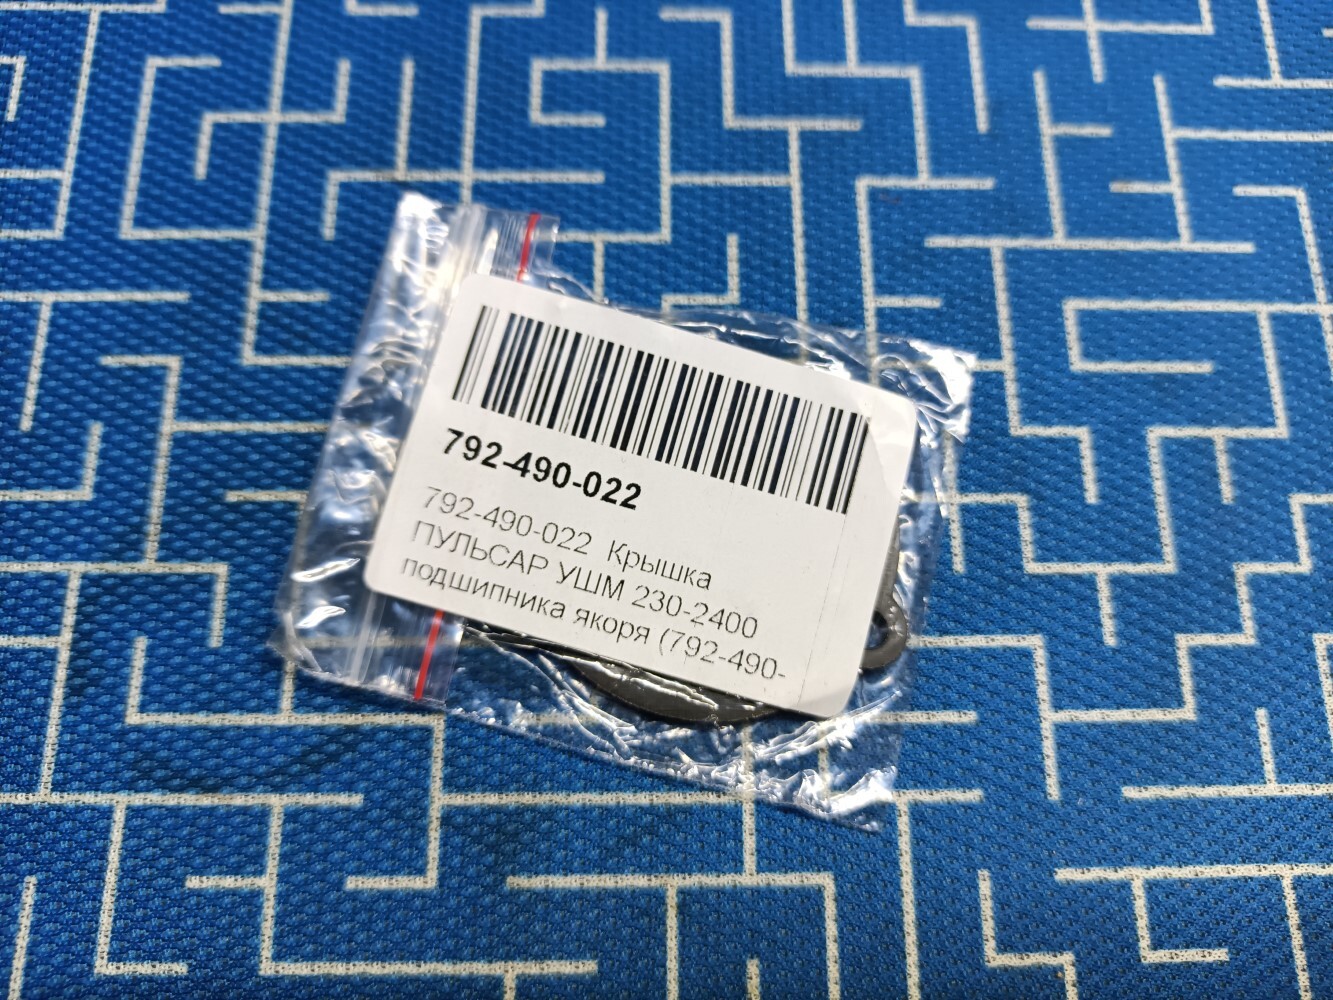 792-490-022
792-490-022 Крышка
ПУЛЬСАР УШМ 230-2400
подшипника якоря (792-490-